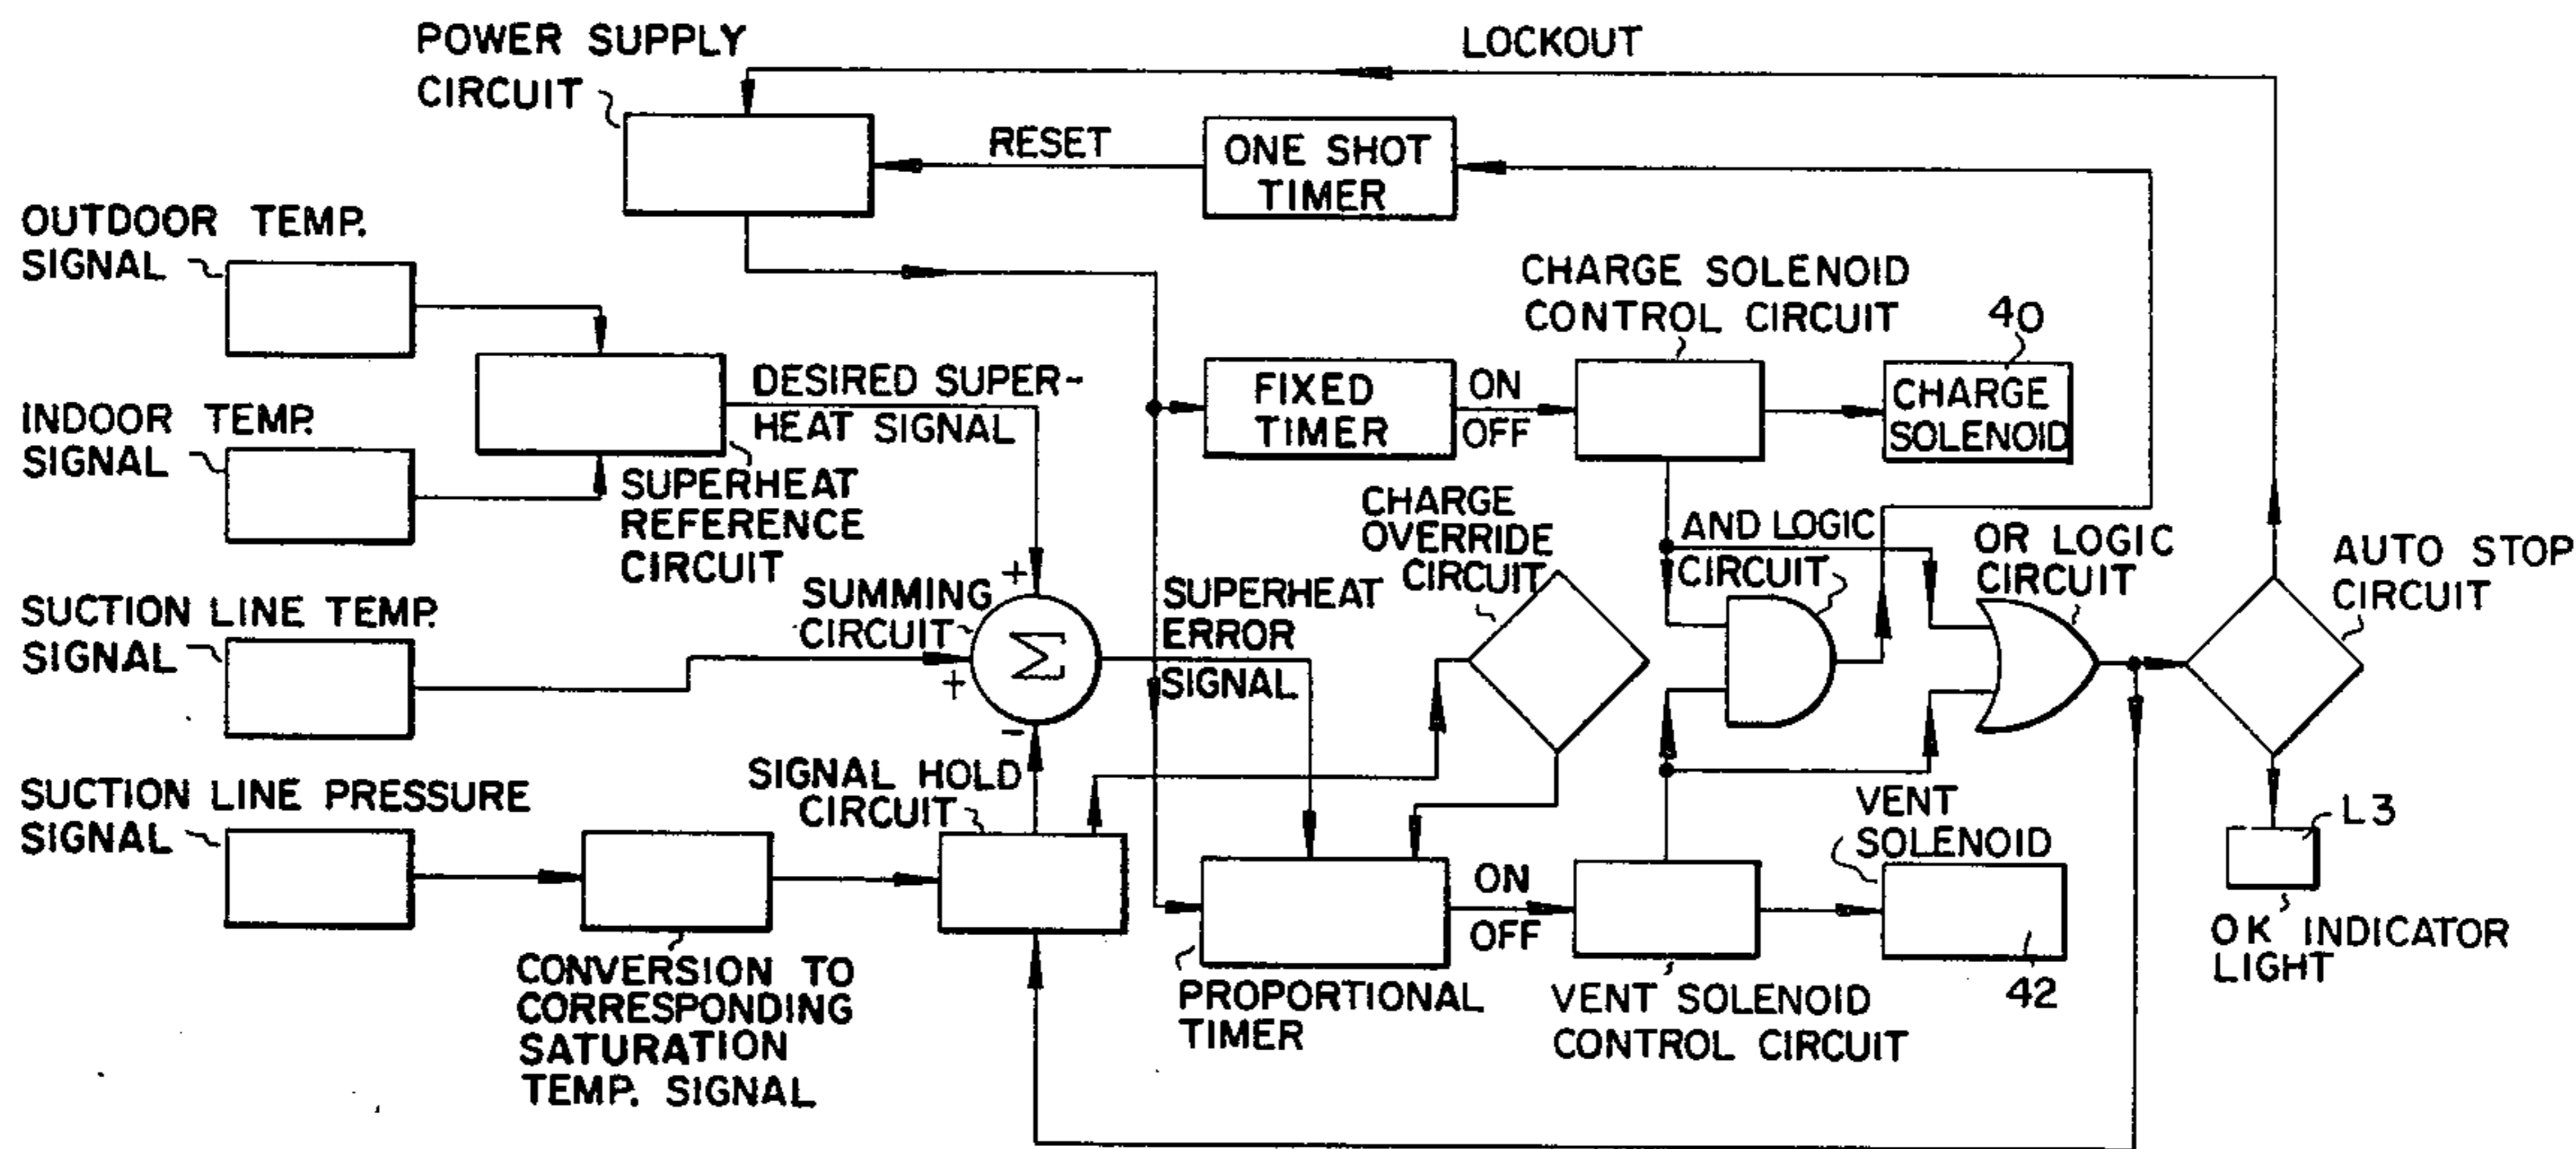 POWER SUPPLY
CIRCUIT
LOCKOUT
RESET
ONE SHOT
TIMER
OUTDOOR TEMP.
SIGNAL
INDOOR TEMP.
SIGNAL
DESIRED SUPER-
HEAT SIGNAL
SUPERHEAT
REFERENCE
CIRCUIT
FIXED
TIMER
ON
OFF
CHARGE SOLENOID
CONTROL CIRCUIT
40
CHARGE
SOLENOID
CHARGE
OVERRIDE
CIRCUIT
AND LOGIC
CIRCUIT
OR LOGIC
CIRCUIT
AUTO STOP
CIRCUIT
SUCTION LINE TEMP.
SIGNAL
SUMMING
CIRCUIT
+
+
-
Σ
SUPERHEAT
ERROR
SIGNAL
SUCTION LINE PRESSURE
SIGNAL
CONVERSION TO
CORRESPONDING
SATURATION
TEMP. SIGNAL
SIGNAL HOLD
CIRCUIT
PROPORTIONAL
TIMER
ON
OFF
VENT SOLENOID
CONTROL CIRCUIT
VENT
SOLENOID
42
L3
OK INDICATOR
LIGHT